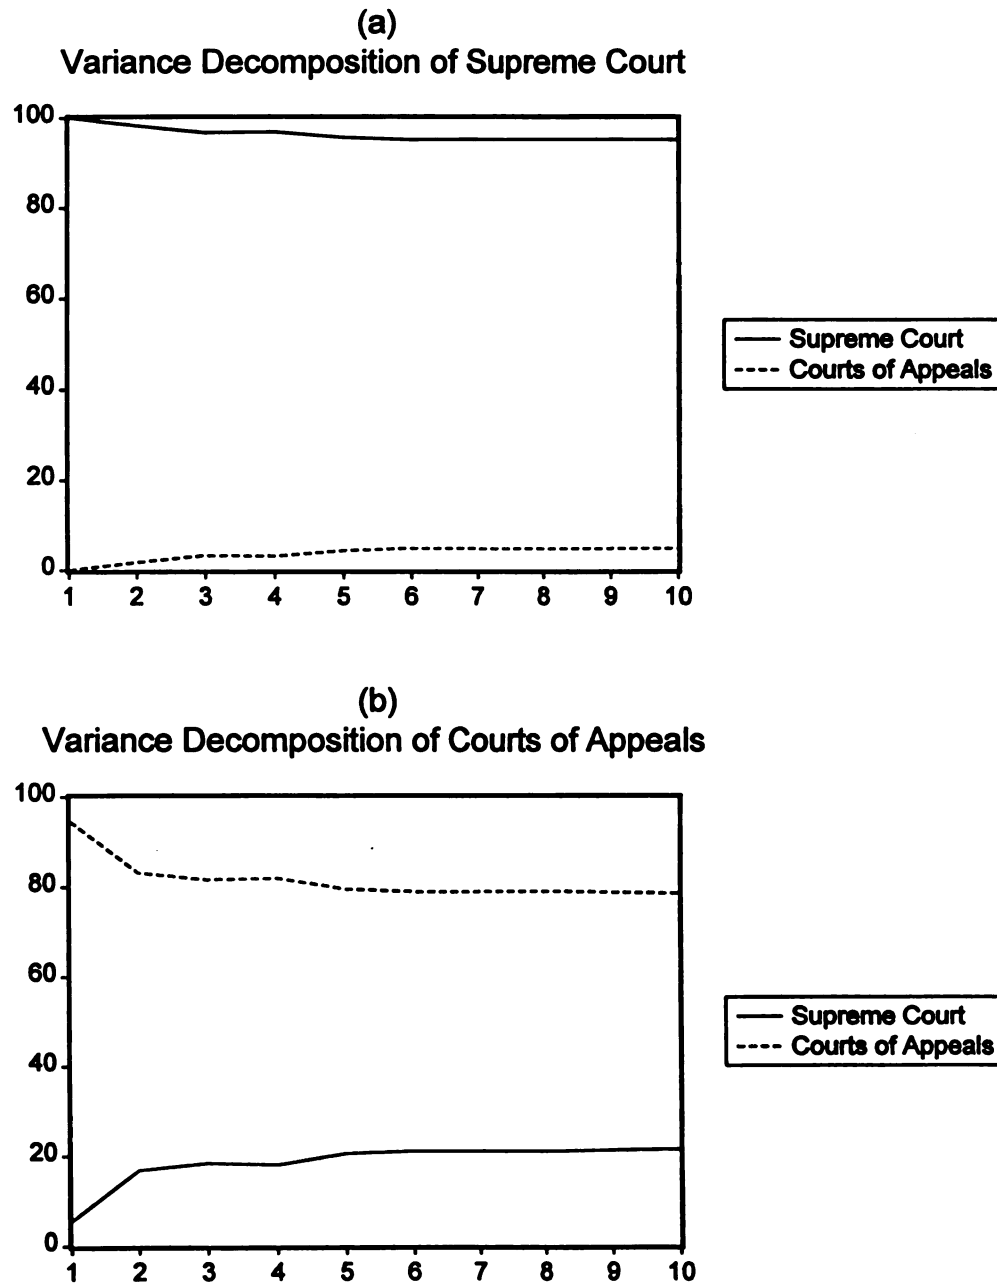 (a)
Variance Decomposition of Supreme Court
100
80
60
40
20
0
1 2 3 4 5 6 7 8 9 10
Supreme Court
Courts of Appeals
(b)
Variance Decomposition of Courts of Appeals
100
80
60
40
20
0
1 2 3 4 5 6 7 8 9 10
Supreme Court
Courts of Appeals